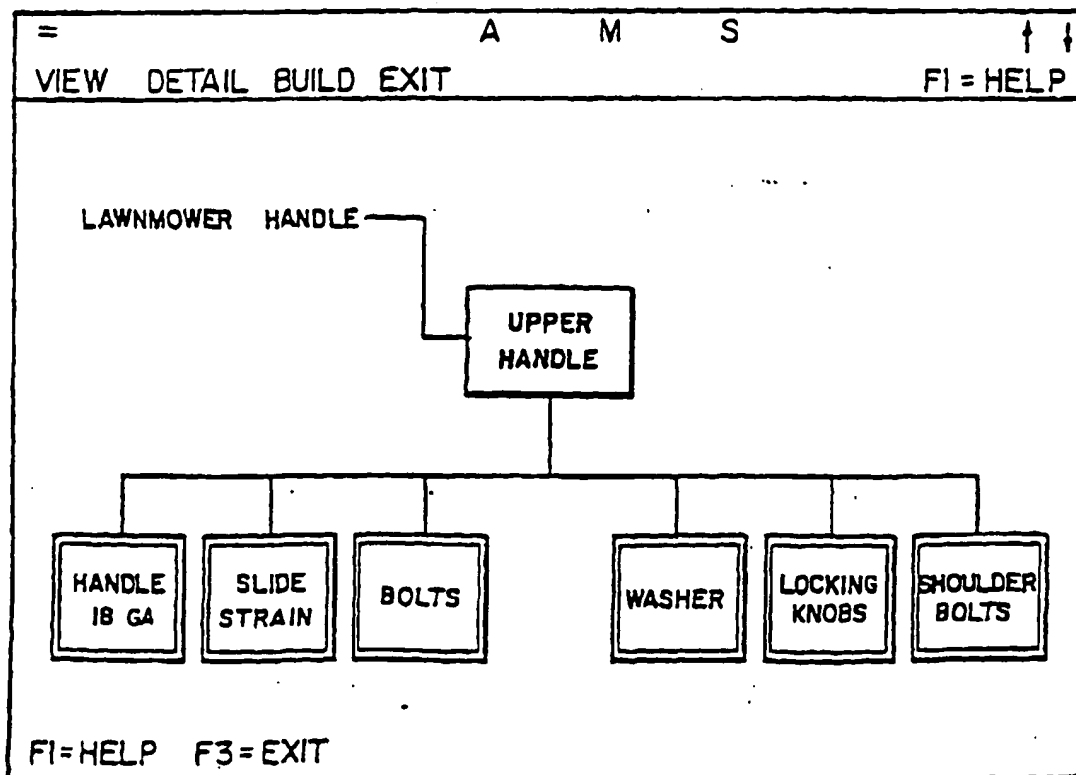 = A M S ↑ ↓
VIEW DETAIL BUILD EXIT F1 = HELP
LAWNMOWER HANDLE
UPPER
HANDLE
HANDLE
18 GA
SLIDE
STRAIN
BOLTS
WASHER
LOCKING
KNOBS
SHOULDER
BOLTS
F1=HELP F3=EXIT